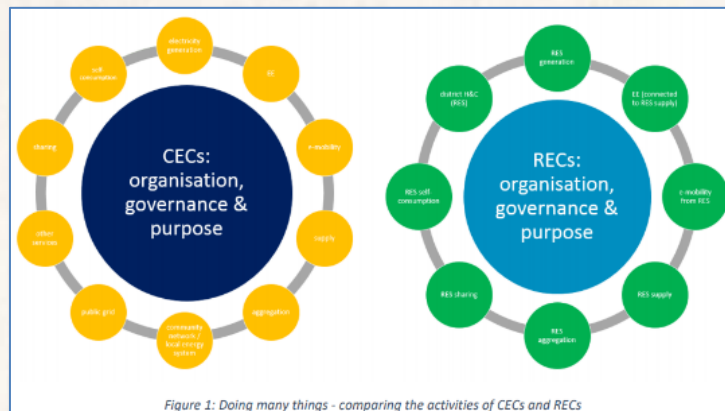 electricity
generation
EE
e-mobility
supply
aggregation
community
network /
local energy
system
public grid
other
services
sharing
self
consumption
CECs:
organisation,
governance &
purpose
RES
generation
EE (connected
to RES supply)
e-mobility
from RES
RES supply
RES
aggregation
RES sharing
RES self-
consumption
district H&C
(RES)
RECs:
organisation,
governance &
purpose
Figure 1: Doing many things - comparing the activities of CECs and RECs